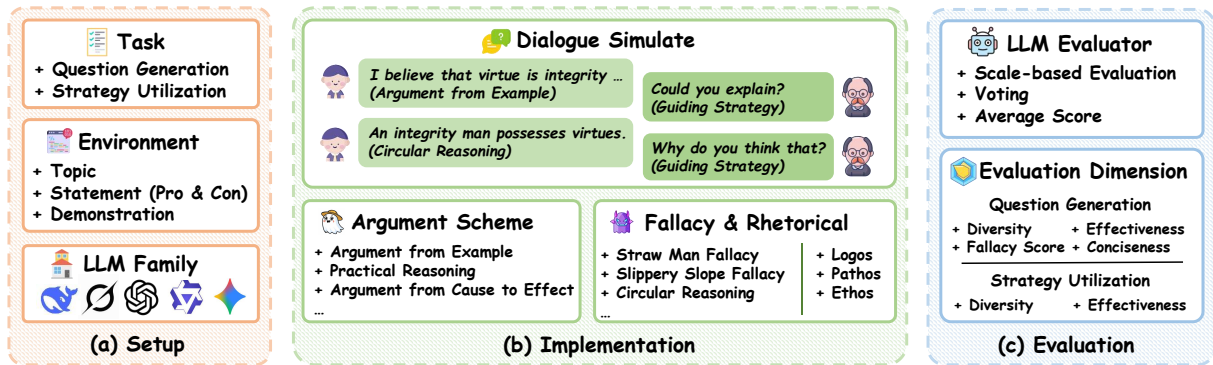 Task
+ Question Generation
+ Strategy Utilization
Environment
+ Topic
+ Statement (Pro & Con)
+ Demonstration
LLM Family
(a) Setup
Dialogue Simulate
I believe that virtue is integrity ...
(Argument from Example)
Could you explain?
(Guiding Strategy)
An integrity man possesses virtues.
(Circular Reasoning)
Why do you think that?
(Guiding Strategy)
Argument Scheme
+ Argument from Example
+ Practical Reasoning
+ Argument from Cause to Effect
...
Fallacy & Rhetorical
+ Straw Man Fallacy
+ Slippery Slope Fallacy
+ Circular Reasoning
...
+ Logos
+ Pathos
+ Ethos
(b) Implementation
LLM Evaluator
+ Scale-based Evaluation
+ Voting
+ Average Score
Evaluation Dimension
Question Generation
+ Diversity + Effectiveness
+ Fallacy Score + Conciseness
Strategy Utilization
+ Diversity + Effectiveness
(c) Evaluation